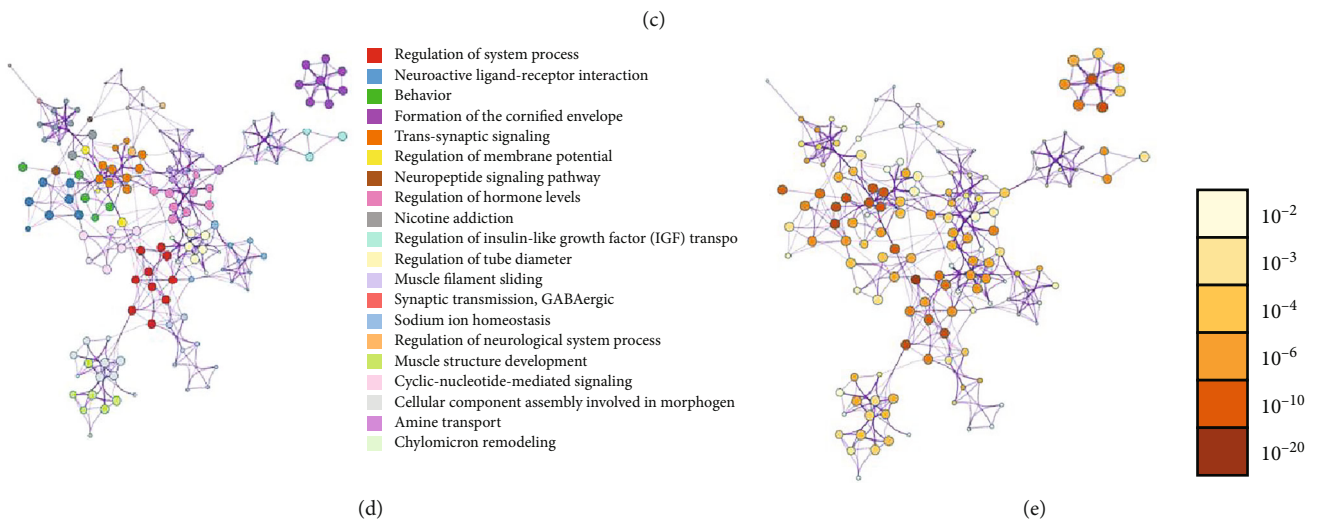 (c)
Regulation of system process
Neuroactive ligand-receptor interaction
Behavior
Formation of the cornified envelope
Trans-synaptic signaling
Regulation of membrane potential
Neuropeptide signaling pathway
Regulation of hormone levels
Nicotine addiction
Regulation of insulin-like growth factor (IGF) transpo
Regulation of tube diameter
Muscle filament sliding
Synaptic transmission, GABAergic
Sodium ion homeostasis
Regulation of neurological system process
Muscle structure development
Cyclic-nucleotide-mediated signaling
Cellular component assembly involved in morphogen
Amine transport
Chylomicron remodeling
(d)
10⁻²
10⁻³
10⁻⁴
10⁻⁶
10⁻¹⁰
10⁻²⁰
(e)